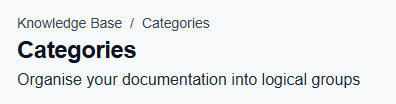 Knowledge Base / Categories
Categories
Organise your documentation into logical groups